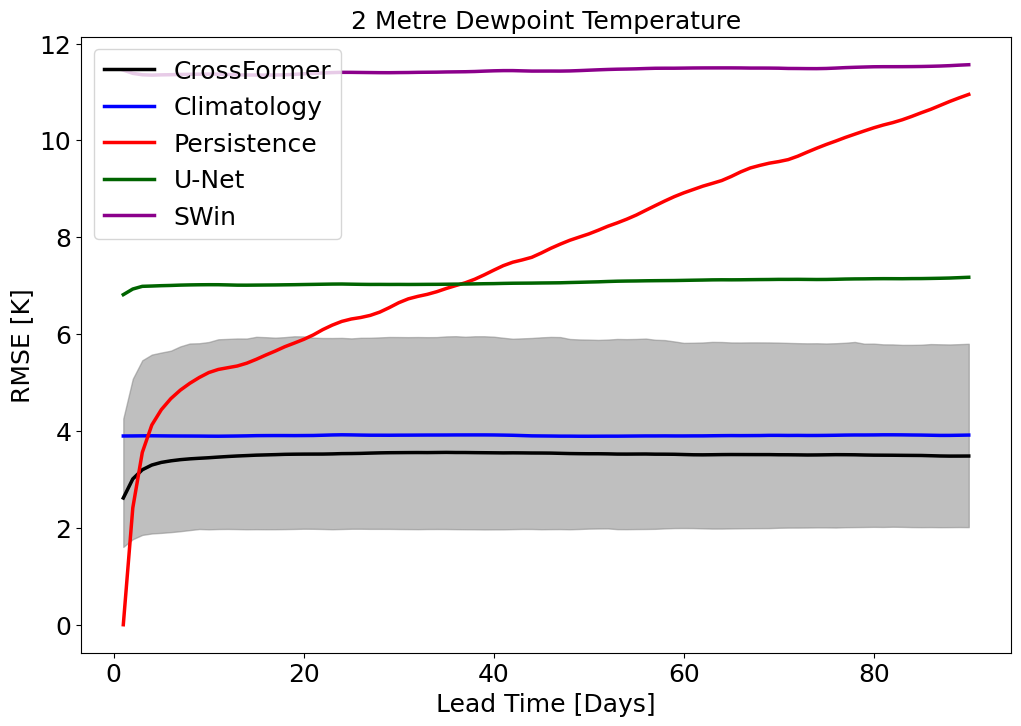 2 Metre Dewpoint Temperature
12
10
8
6
4
2
0
RMSE [K]
CrossFormer
Climatology
Persistence
U-Net
SWin
0 20 40 60 80
Lead Time [Days]